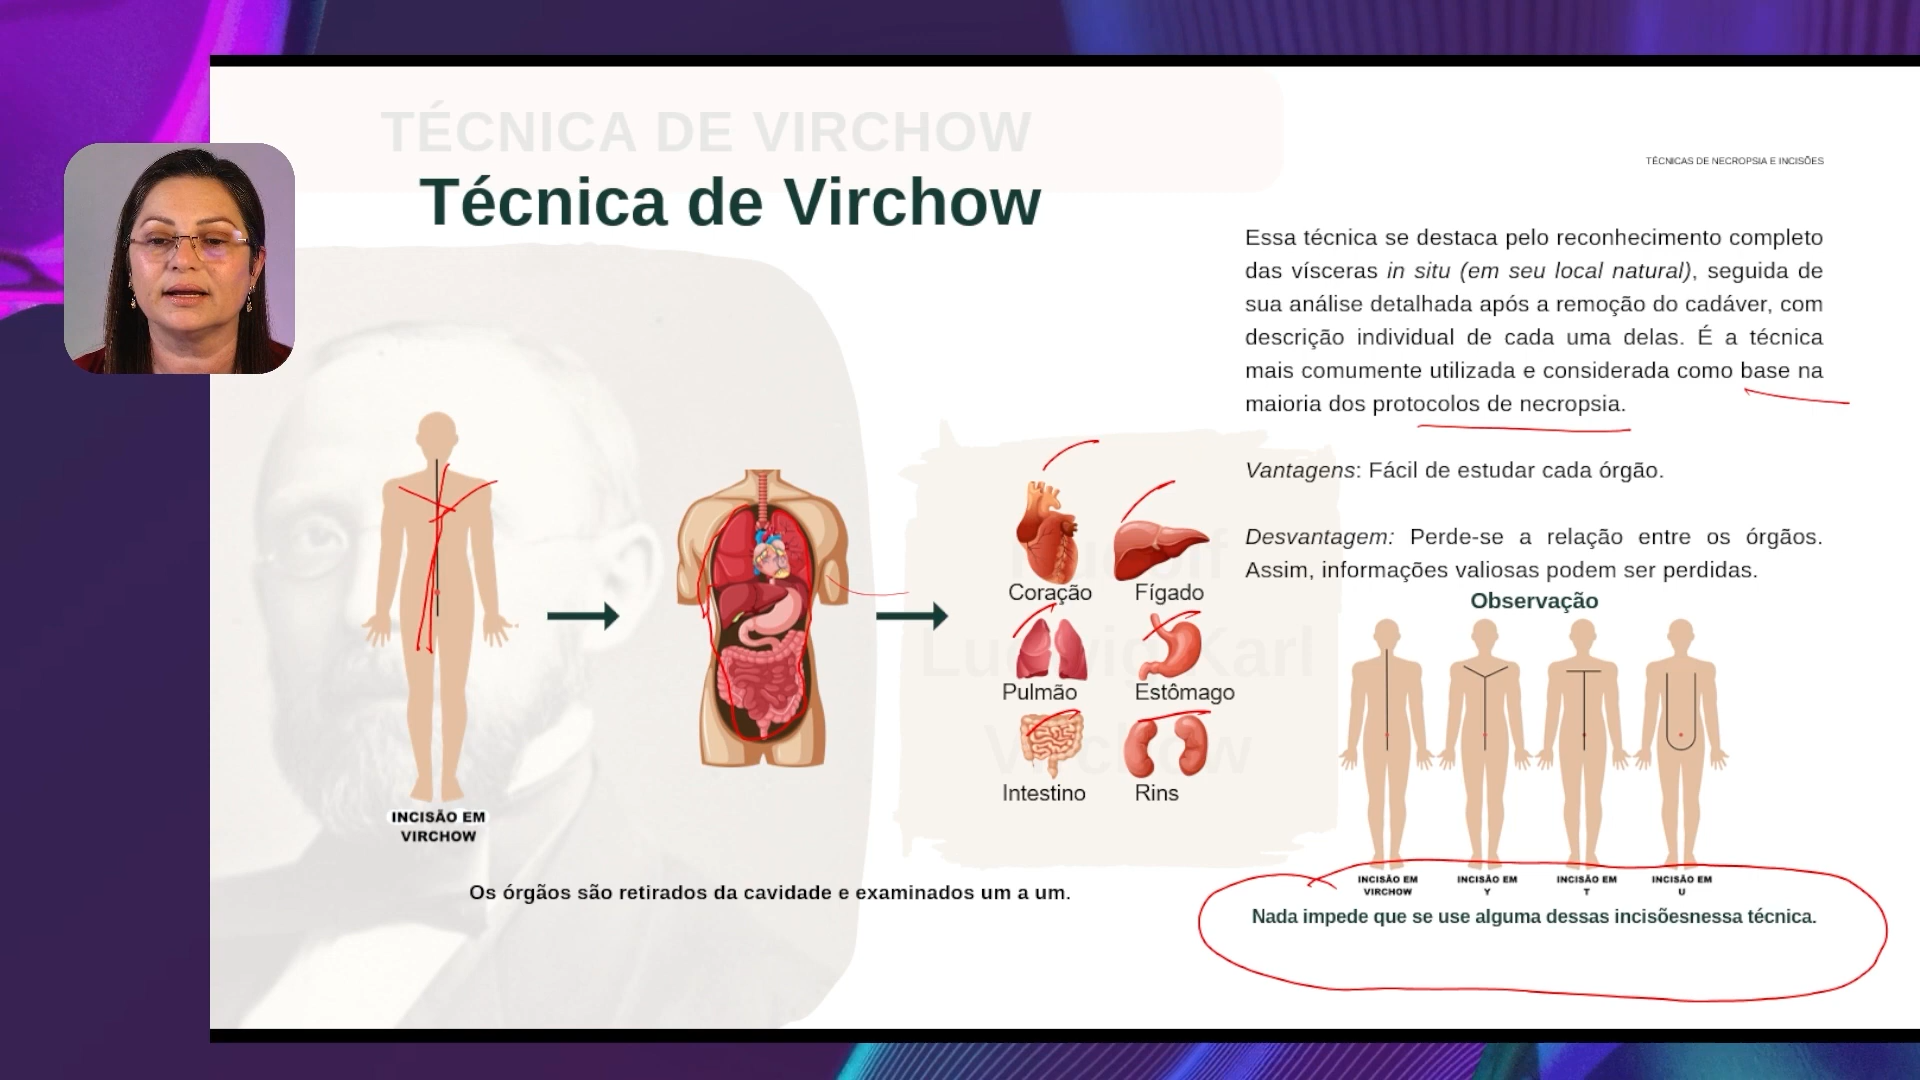 TÉCNICA DE VIRCHOW
Técnica de Virchow
TÉCNICAS DE NECROPSIA E INCISÕES
Essa técnica se destaca pelo reconhecimento completo
das vísceras in situ (em seu local natural), seguida de
sua análise detalhada após a remoção do cadáver, com
descrição individual de cada uma delas. É a técnica
mais comumente utilizada e considerada como base na
maioria dos protocolos de necropsia.
Vantagens: Fácil de estudar cada órgão.
Desvantagem: Perde-se a relação entre os órgãos.
Assim, informações valiosas podem ser perdidas.
Observação
Coração
Fígado
Ludwig Karl
Pulmão
Estômago
Virchow
Intestino
Rins
INCISÃO EM
VIRCHOW
Os órgãos são retirados da cavidade e examinados um a um.
INCISÃO EM
VIRCHOW
INCISÃO EM
Y
INCISÃO EM
T
INCISÃO EM
U
Nada impede que se use alguma dessas incisõesnessa técnica.